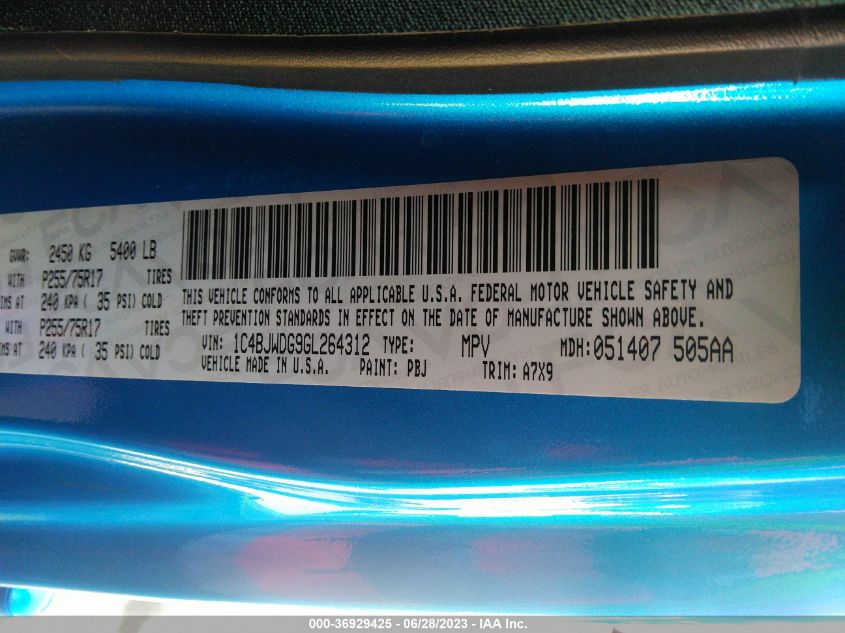 GVWR: 2450 KG 5400 LB
WITH P255/75R17 TIRES
IMS AT 240 KPA ( 35 PSI) COLD
WITH P255/75R17 TIRES
IMS AT 240 KPA ( 35 PSI) COLD
THIS VEHICLE CONFORMS TO ALL APPLICABLE U.S.A. FEDERAL MOTOR VEHICLE SAFETY AND
THEFT PREVENTION STANDARDS IN EFFECT ON THE DATE OF MANUFACTURE SHOWN ABOVE.
VIN: 1C4BJWDG9GL264312 TYPE: MPV MDH: 051407 505AA
VEHICLE MADE IN U.S.A. PAINT: PBJ TRIM: A7X9
000-36929425 - 06/28/2023 - IAA Inc.